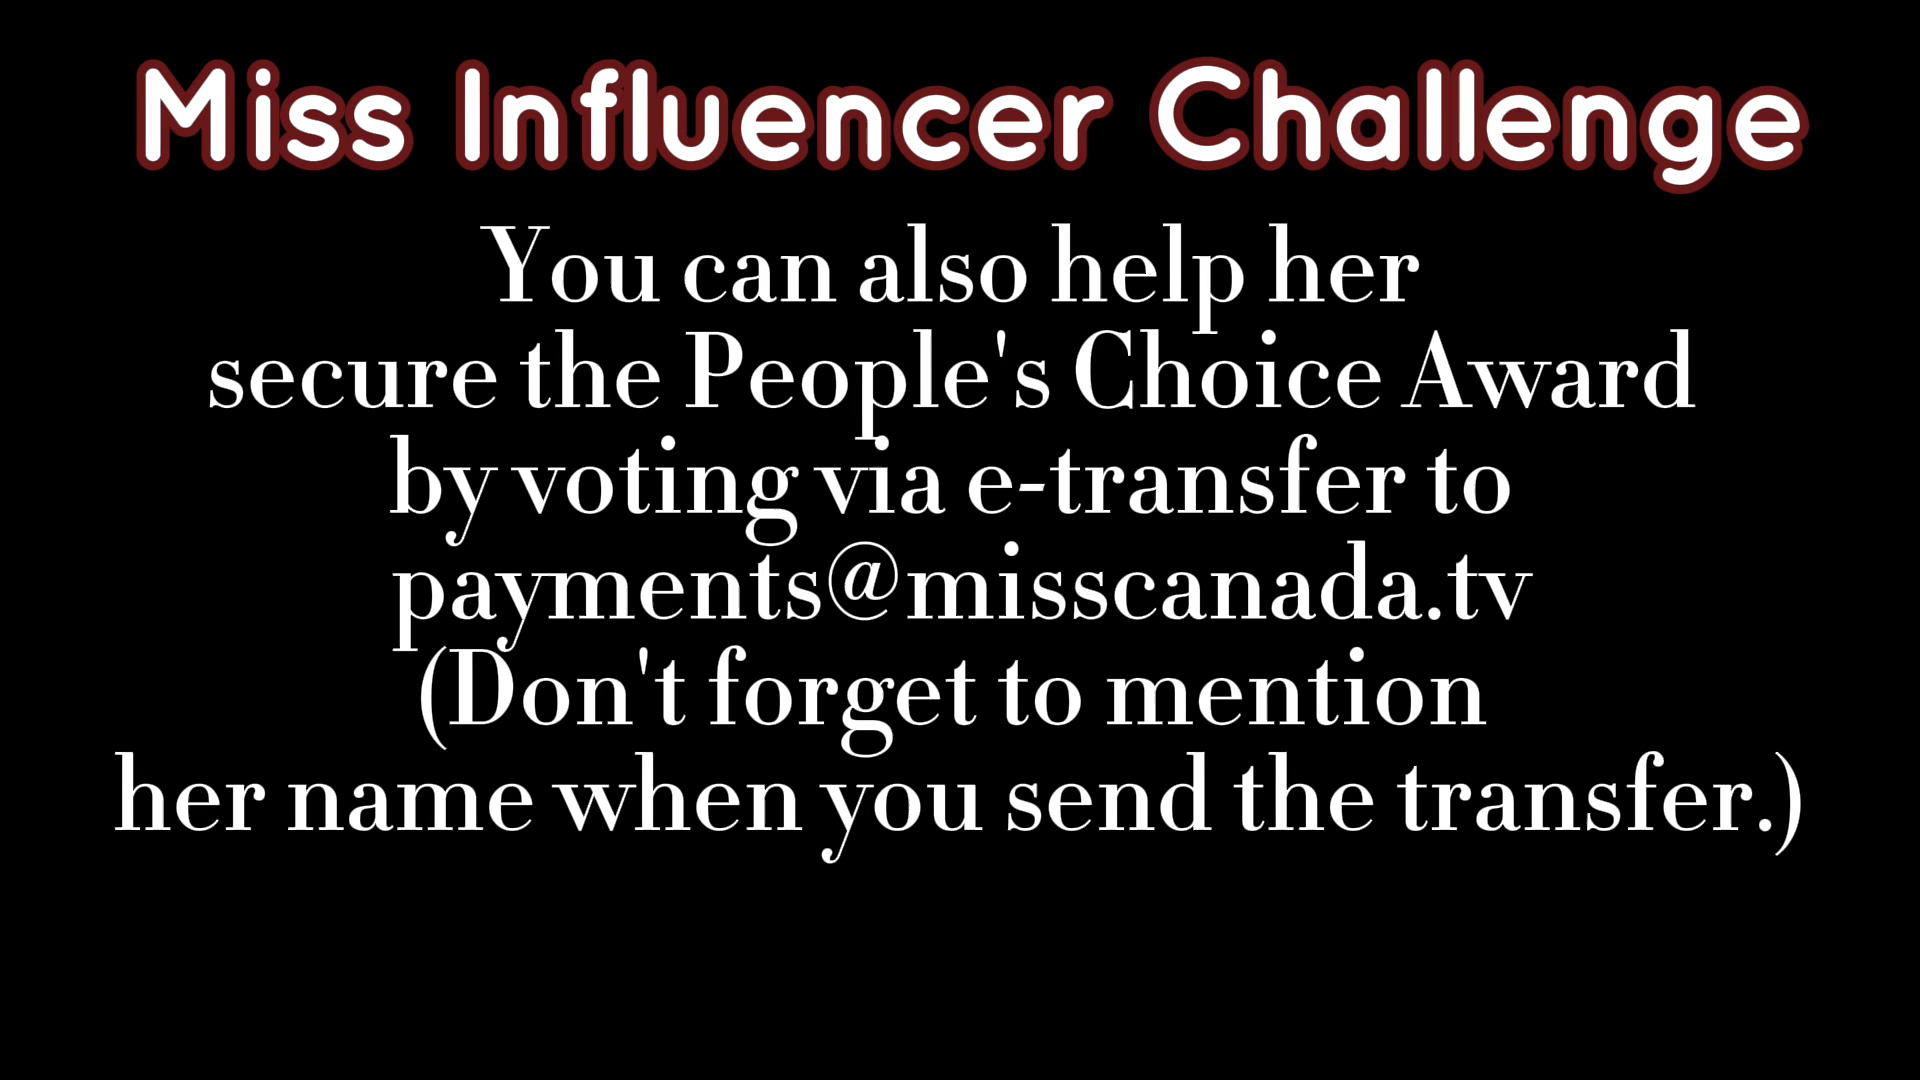 Miss Influencer Challenge
You can also help her
secure the People's Choice Award
by voting via e-transfer to
payments@misscanada.tv
(Don't forget to mention
her name when you send the transfer.)